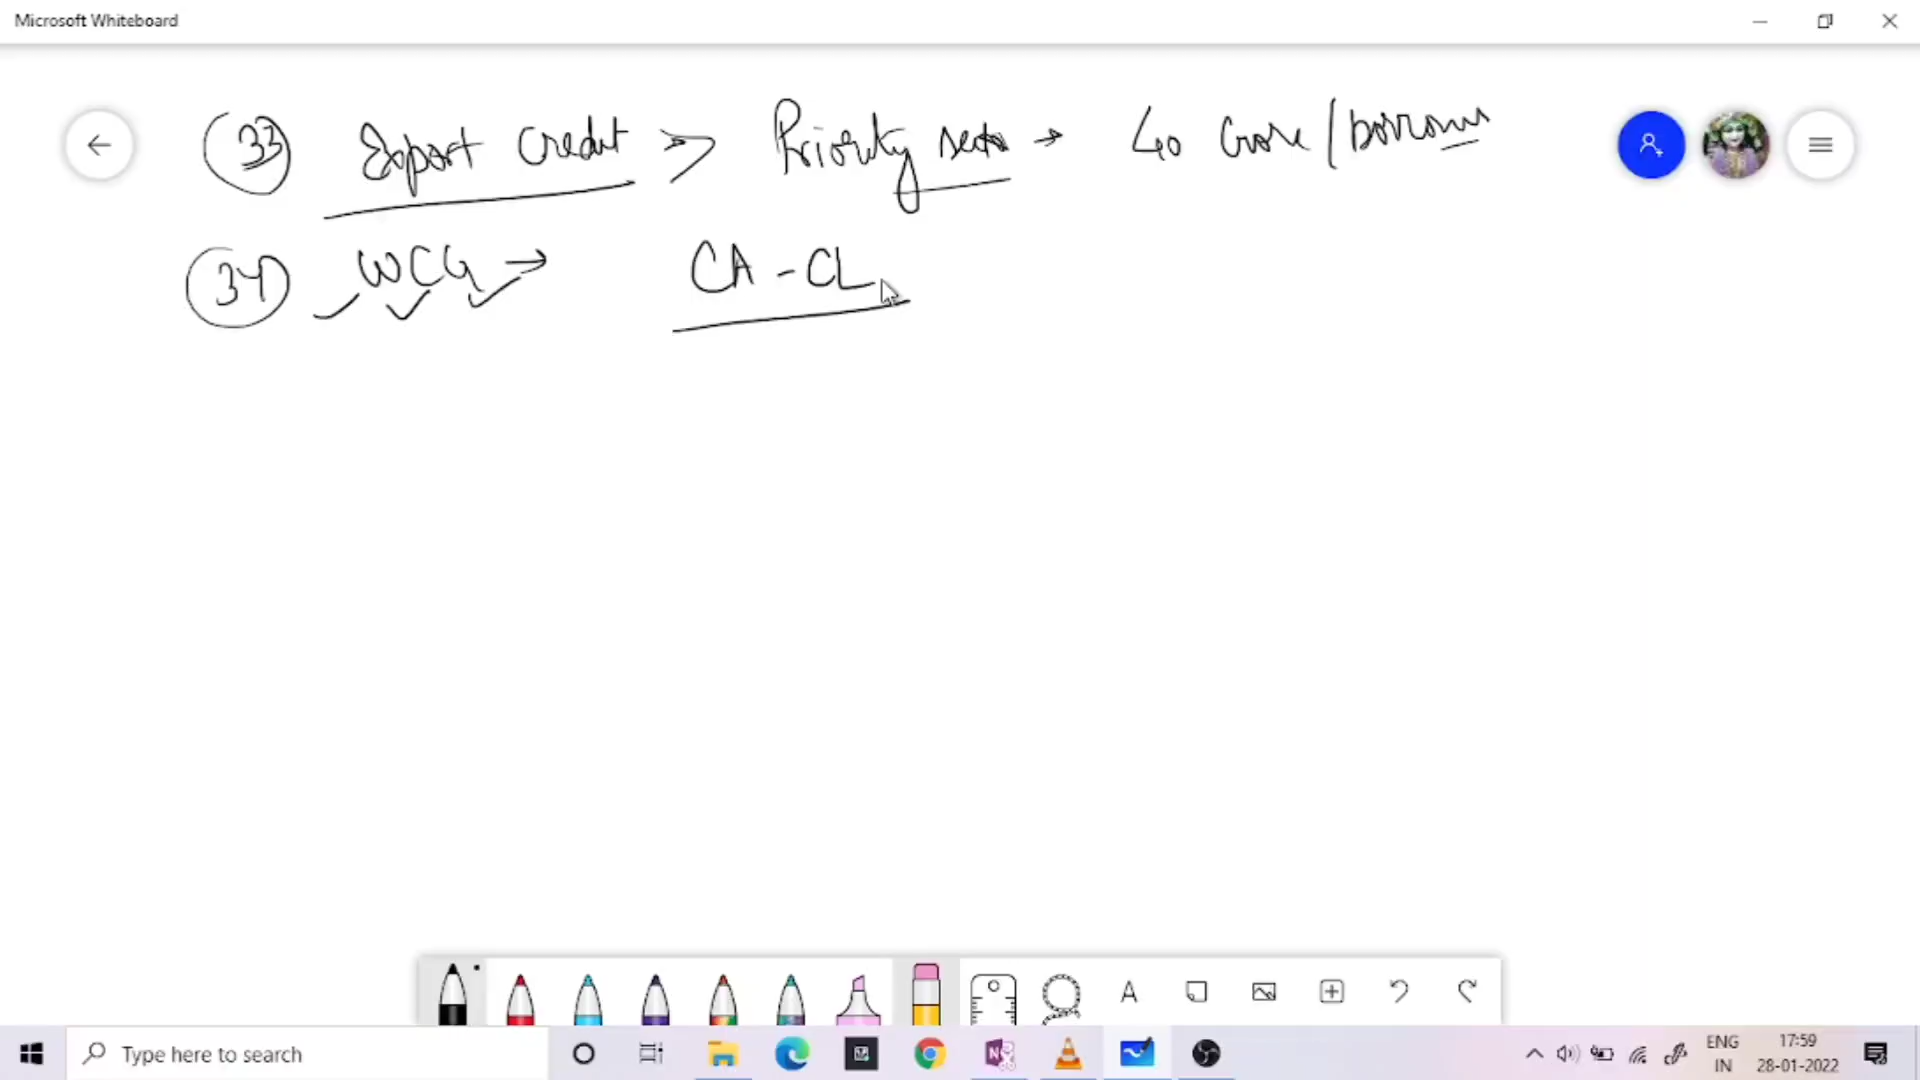 Microsoft Whiteboard
33 Export Credit => Priority sector → 40 Crore / borrower
34 WCG → CA - CL
A
Type here to search
ENG
IN
17:59
28-01-2022